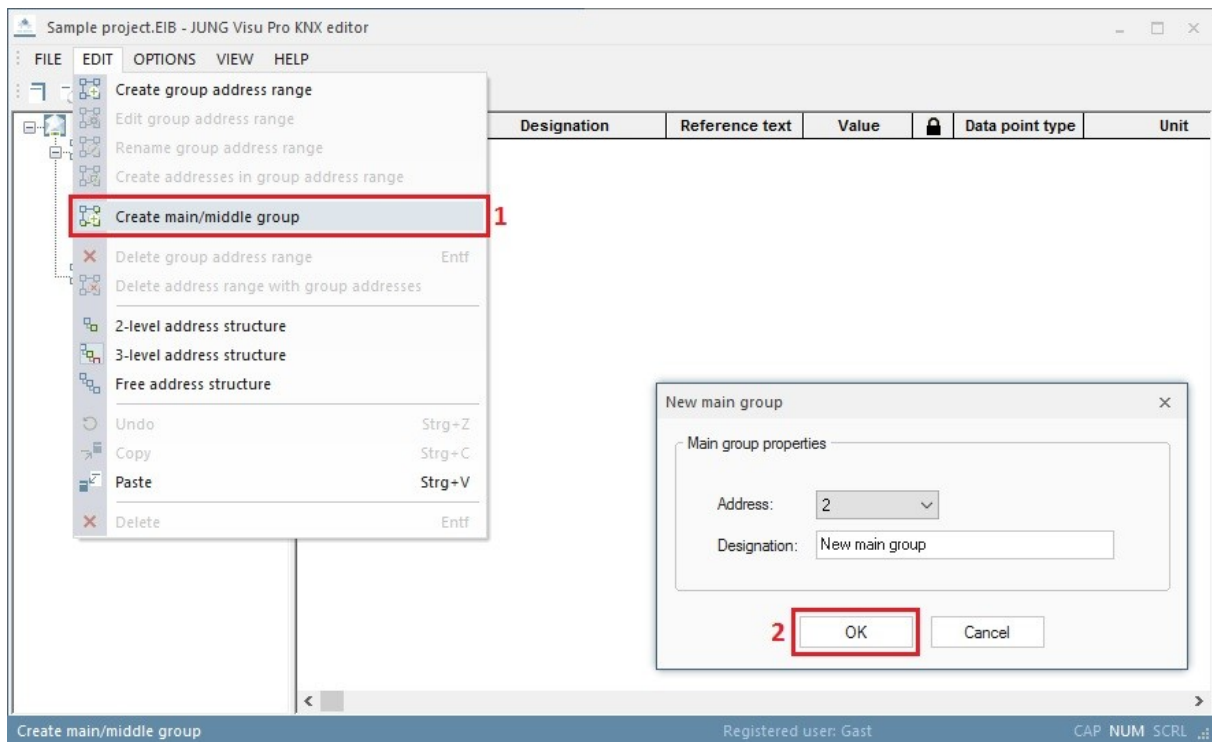 Sample project.EIB - JUNG Visu Pro KNX editor
FILE EDIT OPTIONS VIEW HELP
Create group address range
Edit group address range
Rename group address range
Create addresses in group address range
Create main/middle group
1
Delete group address range Entf
Delete address range with group addresses
2-level address structure
3-level address structure
Free address structure
Undo Strg+Z
Copy Strg+C
Paste Strg+V
Delete Entf
Designation Reference text Value Data point type Unit
New main group
Main group properties
Address: 2
Designation: New main group
2 OK Cancel
Create main/middle group Registered user: Gast CAP NUM SCRL